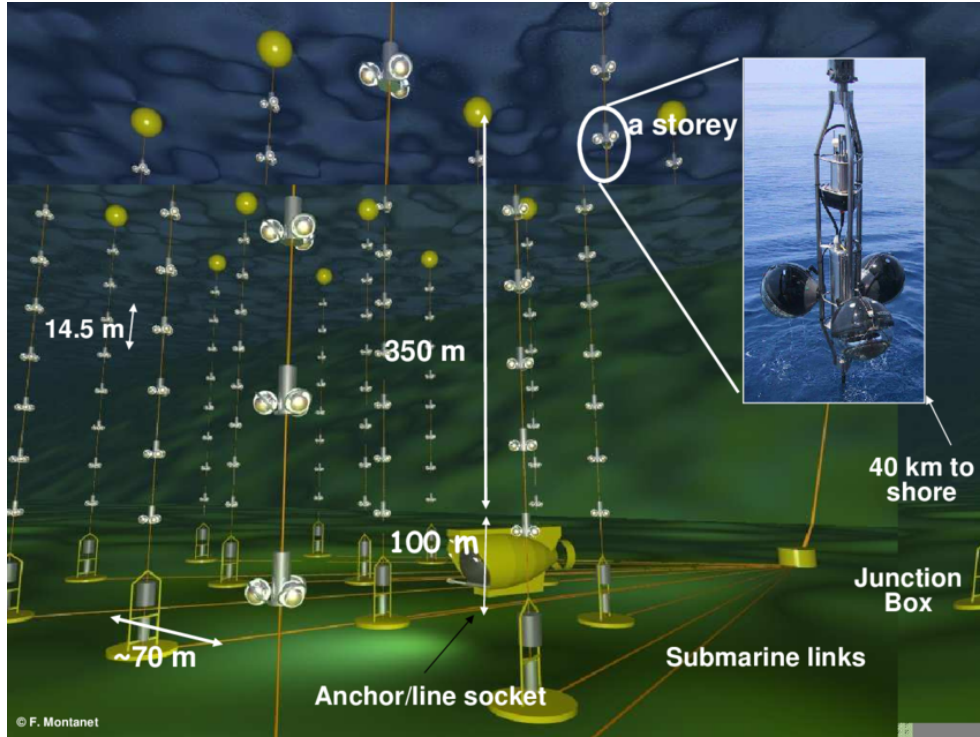 a storey
14.5 m
350 m
40 km to
shore
100 m
Junction
Box
~70 m
Submarine links
Anchor/line socket
© F. Montanet